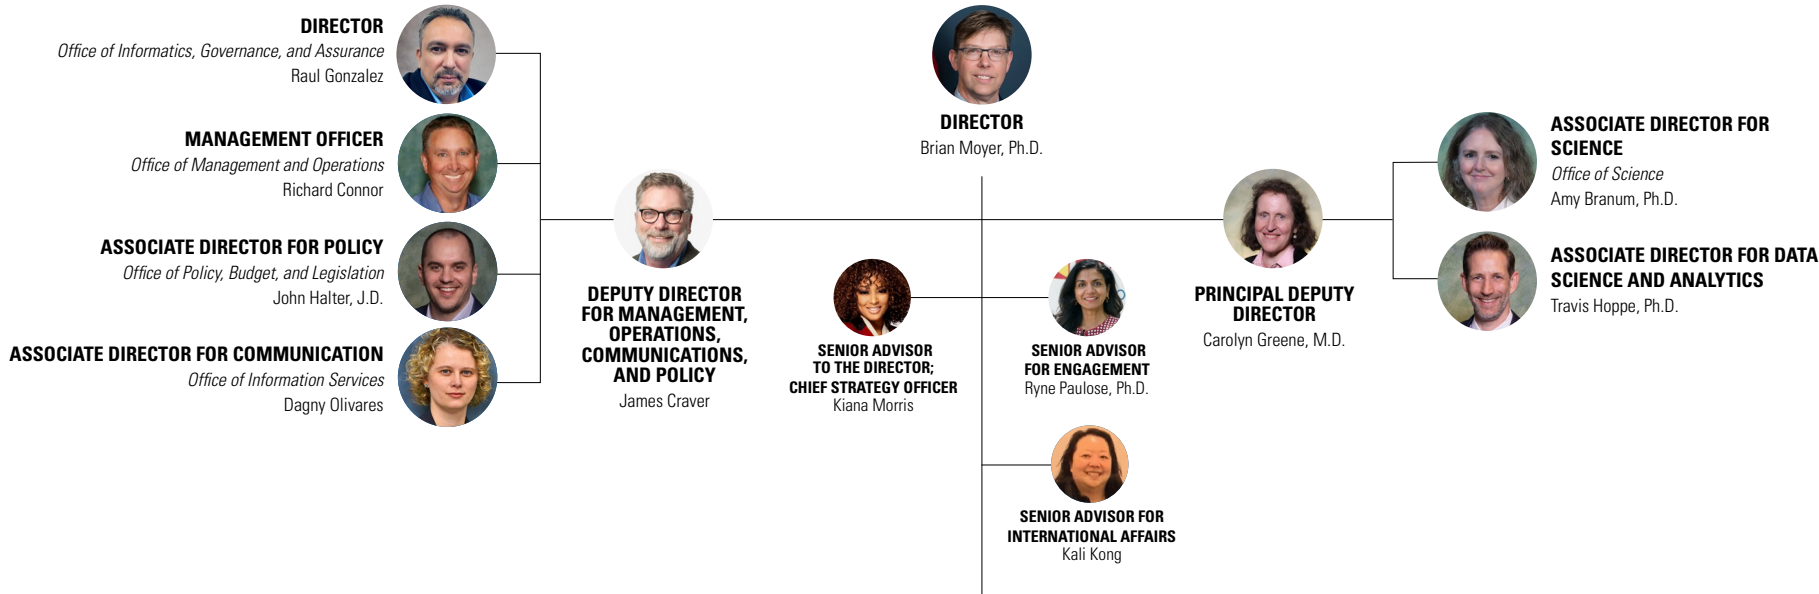 DIRECTOR
Office of Informatics, Governance, and Assurance
Raul Gonzalez
MANAGEMENT OFFICER
Office of Management and Operations
Richard Connor
ASSOCIATE DIRECTOR FOR POLICY
Office of Policy, Budget, and Legislation
John Halter, J.D.
ASSOCIATE DIRECTOR FOR COMMUNICATION
Office of Information Services
Dagny Olivares
DEPUTY DIRECTOR
FOR MANAGEMENT,
OPERATIONS,
COMMUNICATIONS,
AND POLICY
James Craver
DIRECTOR
Brian Moyer, Ph.D.
SENIOR ADVISOR
TO THE DIRECTOR;
CHIEF STRATEGY OFFICER
Kiana Morris
SENIOR ADVISOR
FOR ENGAGEMENT
Ryne Paulose, Ph.D.
SENIOR ADVISOR FOR
INTERNATIONAL AFFAIRS
Kali Kong
PRINCIPAL DEPUTY
DIRECTOR
Carolyn Greene, M.D.
ASSOCIATE DIRECTOR FOR
SCIENCE
Office of Science
Amy Branum, Ph.D.
ASSOCIATE DIRECTOR FOR DATA
SCIENCE AND ANALYTICS
Travis Hoppe, Ph.D.